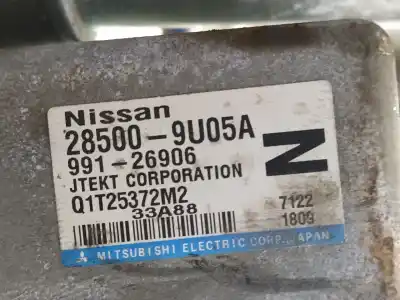 Nissan
28500-9U05A
991-26906
JTEKT CORPORATION
Q1T25372M2
33A88
N
7122
1809
MITSUBISHI ELECTRIC CORP. JAPAN